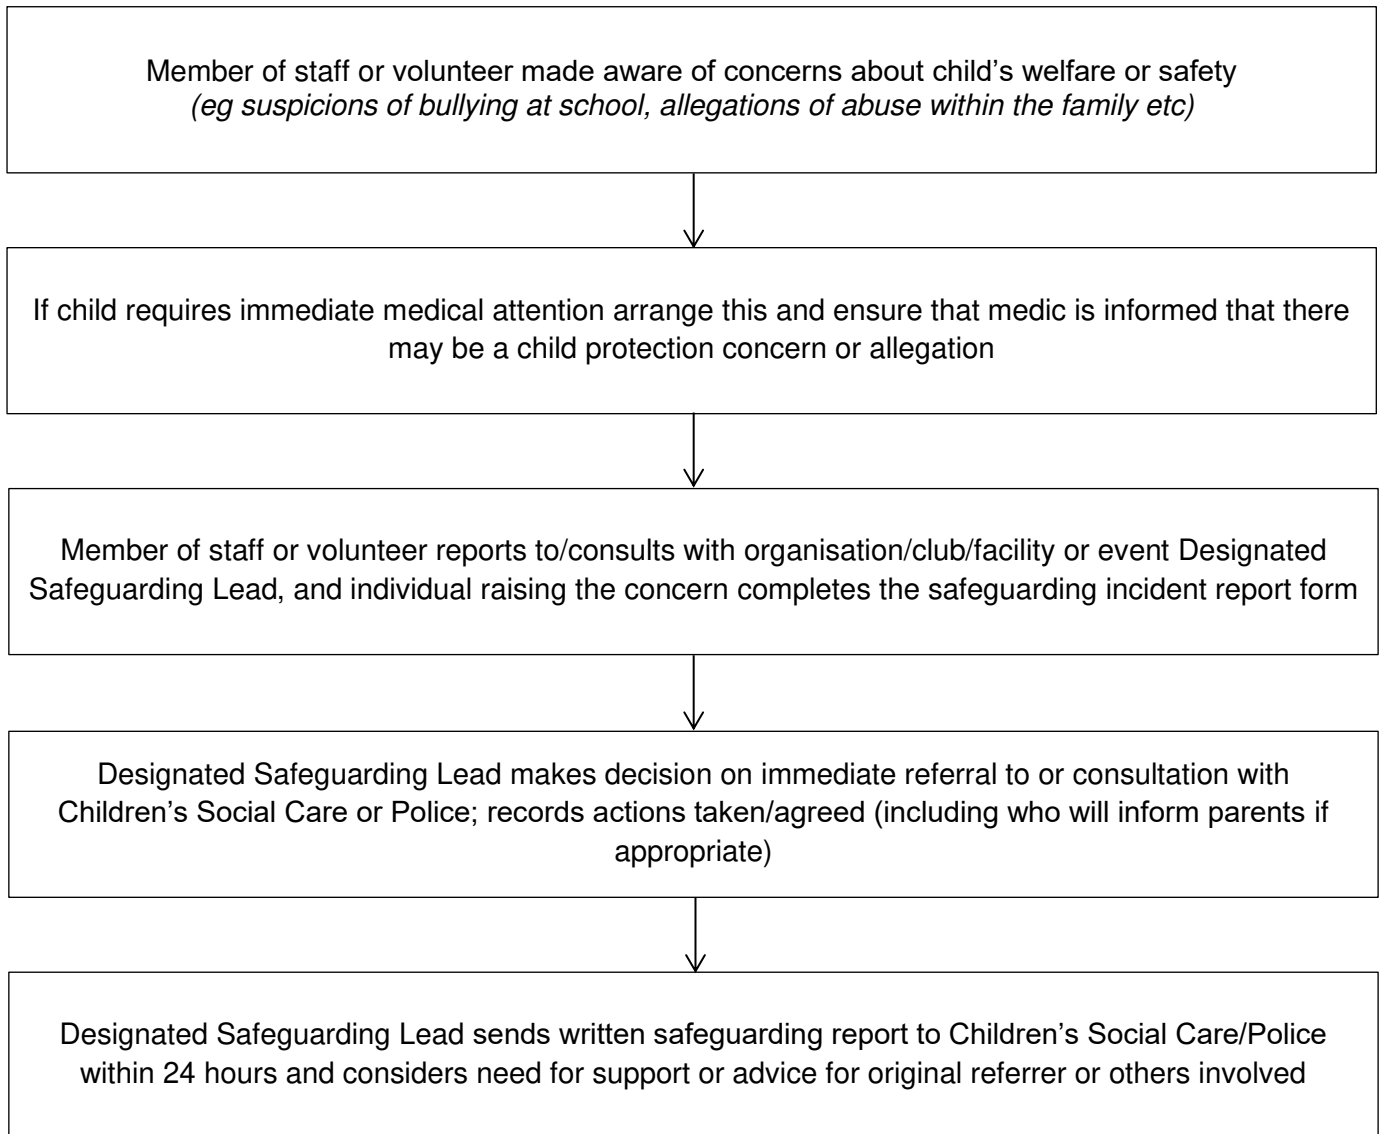 Member of staff or volunteer made aware of concerns about child’s welfare or safety
(eg suspicions of bullying at school, allegations of abuse within the family etc)
If child requires immediate medical attention arrange this and ensure that medic is informed that there
may be a child protection concern or allegation
Member of staff or volunteer reports to/consults with organisation/club/facility or event Designated
Safeguarding Lead, and individual raising the concern completes the safeguarding incident report form
Designated Safeguarding Lead makes decision on immediate referral to or consultation with
Children’s Social Care or Police; records actions taken/agreed (including who will inform parents if
appropriate)
Designated Safeguarding Lead sends written safeguarding report to Children’s Social Care/Police
within 24 hours and considers need for support or advice for original referrer or others involved